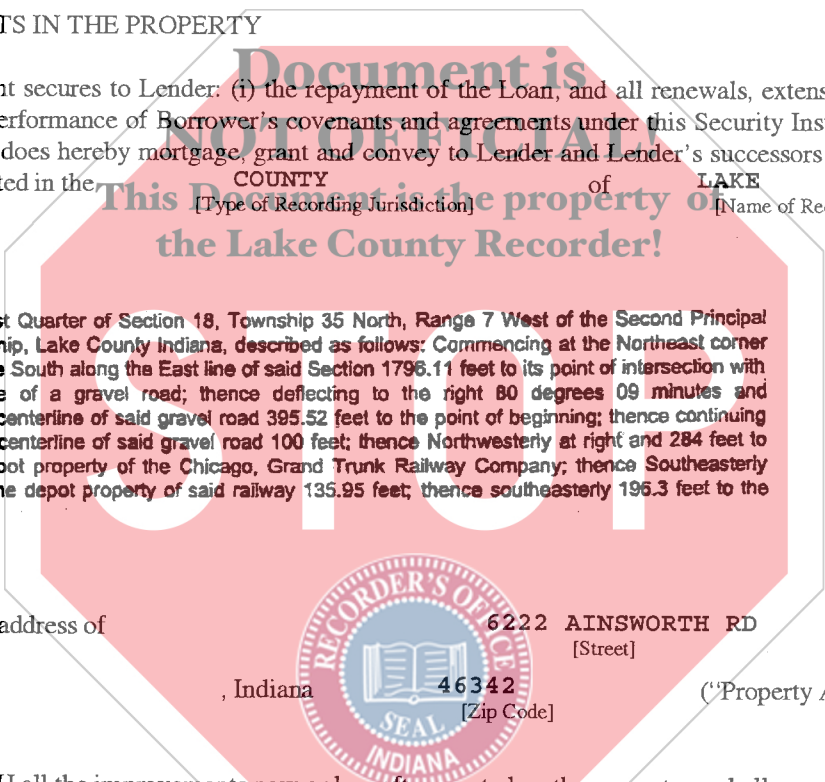 TS IN THE PROPERTY
Document is
nt secures to Lender: (i) the repayment of the Loan, and all renewals, extens
erformance of Borrower's covenants and agreements under this Security Ins
NOT OFFICIAL!
does hereby mortgage, grant and convey to Lender and Lender's successors
ted in the COUNTY of LAKE
This Document is the property of
[Type of Recording Jurisdiction] [Name of Rec
the Lake County Recorder!
st Quarter of Section 18, Township 35 North, Range 7 West of the Second Principal
hip, Lake County Indiana, described as follows: Commencing at the Northeast corner
e South along the East line of said Section 1796.11 feet to its point of intersection with
e of a gravel road; thence deflecting to the right 80 degrees 09 minutes and
centerline of said gravel road 395.52 feet to the point of beginning; thence continuing
centerline of said gravel road 100 feet; thence Northwesterly at right and 284 feet to
pot property of the Chicago, Grand Trunk Railway Company; thence Southeasterly
ne depot property of said railway 135.95 feet; thence southeasterly 196.3 feet to the
STOP
address of 6222 AINSWORTH RD
[Street]
RECORDER'S OFFICE
, Indiana 46342 ("Property A
[Zip Code]
SEAL
INDIANA